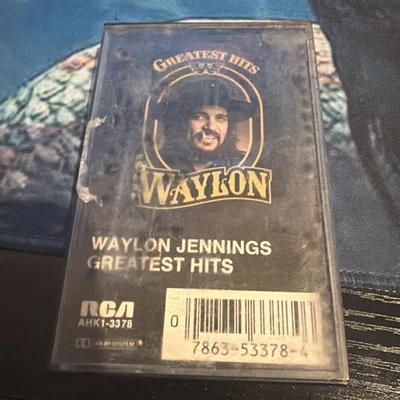 GREATEST HITS
WAYLON
WAYLON JENNINGS
GREATEST HITS
RCA
AHK1-3378
0
7863-53378-4